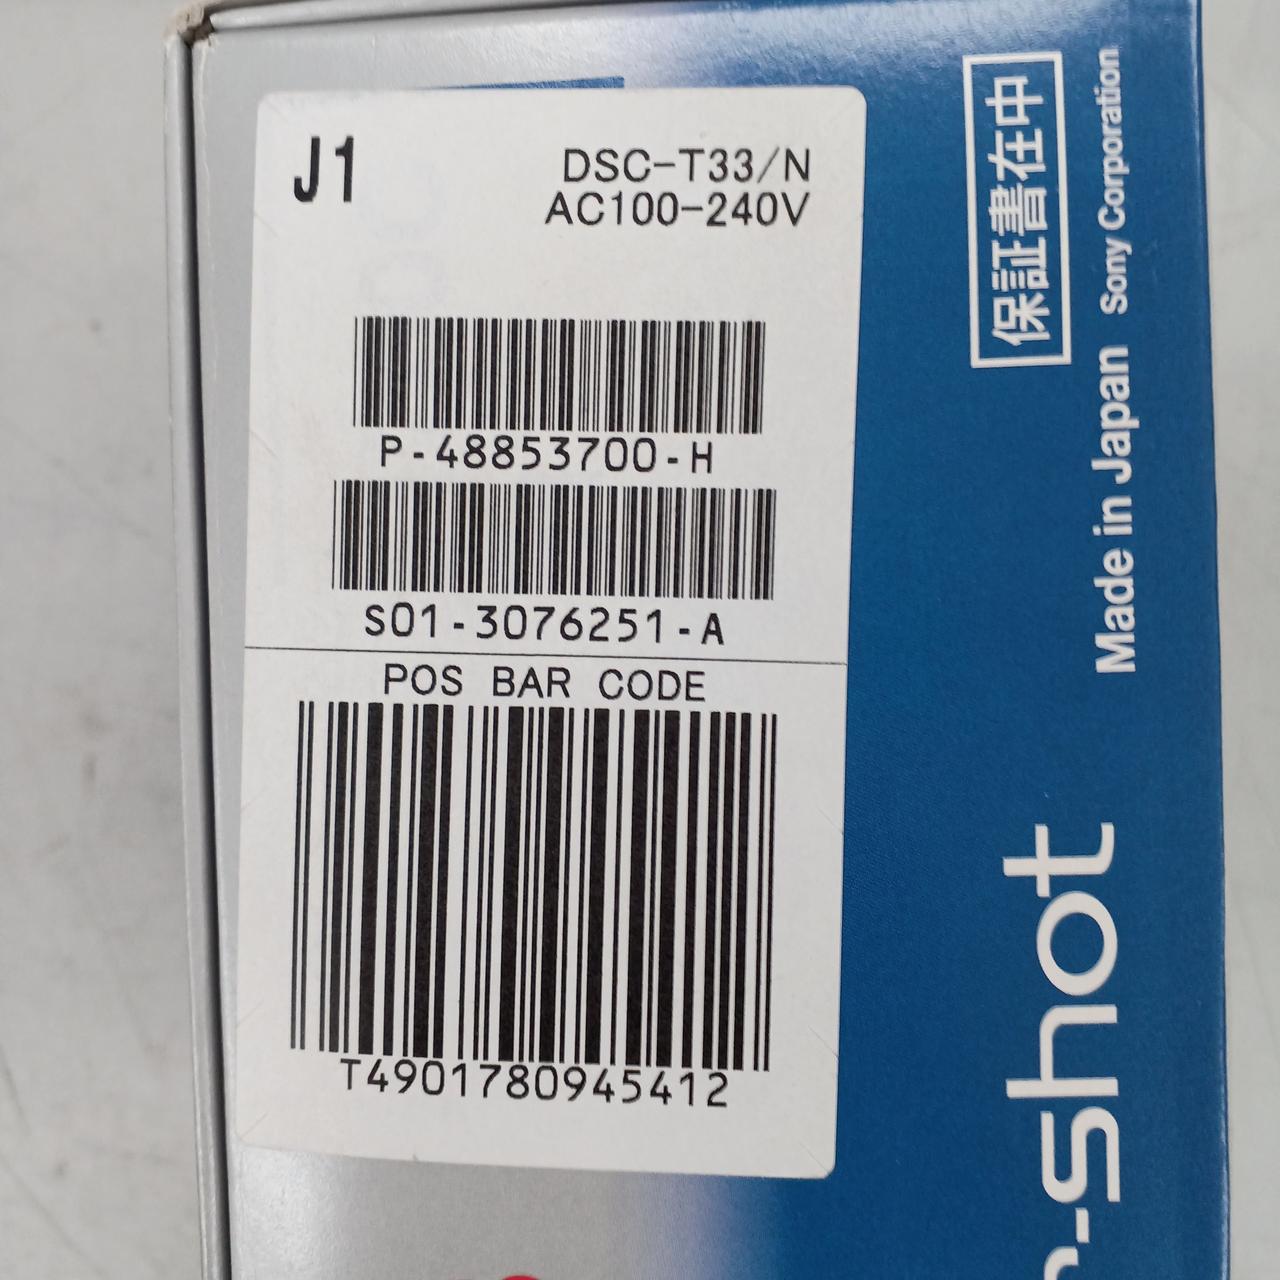 J1
DSC-T33/N
AC100-240V
P-48853700-H
S01-3076251-A
POS BAR CODE
T4901780945412
保証書在中
Made in Japan Sony Corporation
r-shot